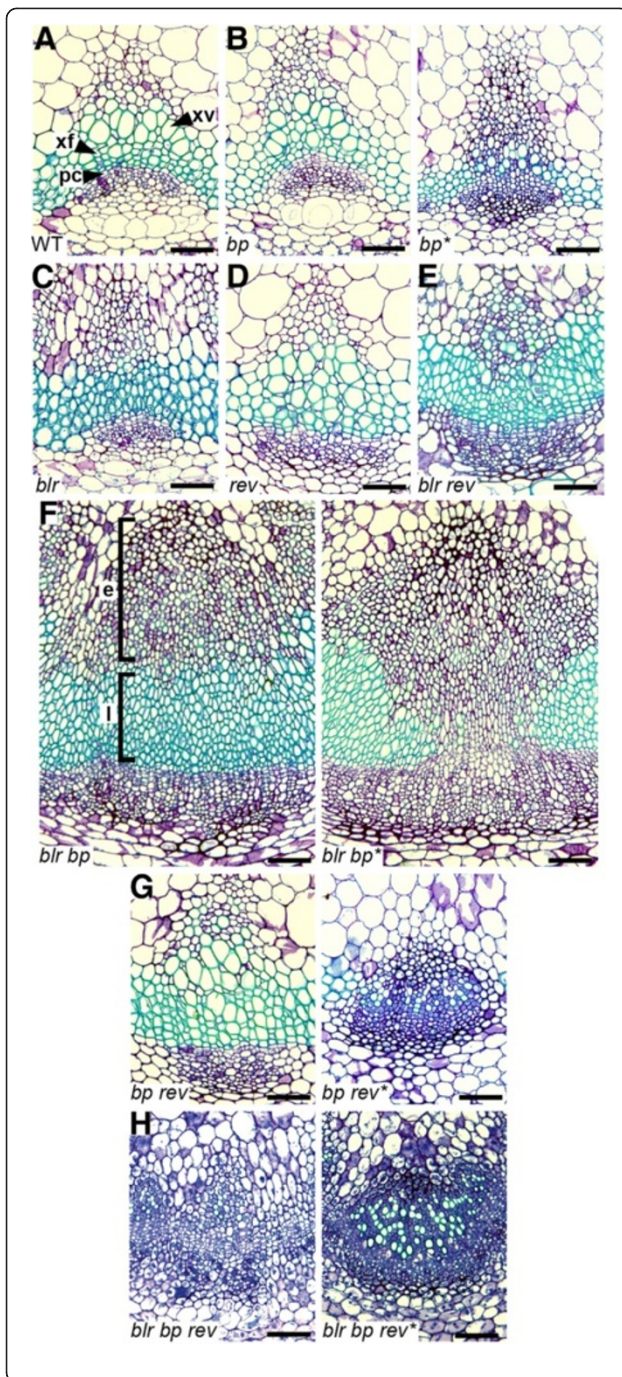 A
B
xv
xf
pc
WT
bp
bp*
C
D
E
blr
rev
blr rev
F
e
l
blr bp
blr bp*
G
bp rev
bp rev*
H
blr bp rev
blr bp rev*